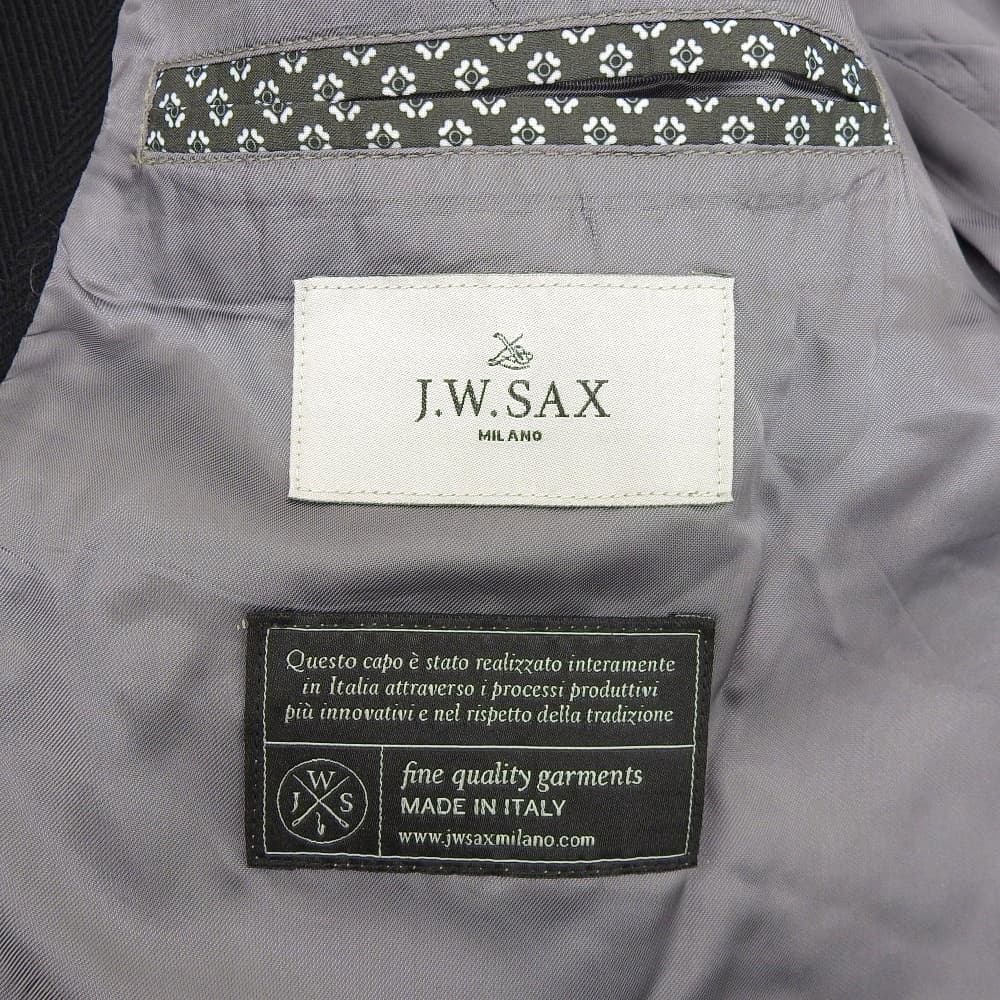 J.W.SAX
MILANO
Questo capo è stato realizzato interamente
in Italia attraverso i processi produttivi
più innovativi e nel rispetto della tradizione
W
J S
fine quality garments
MADE IN ITALY
www.jwsaxmilano.com